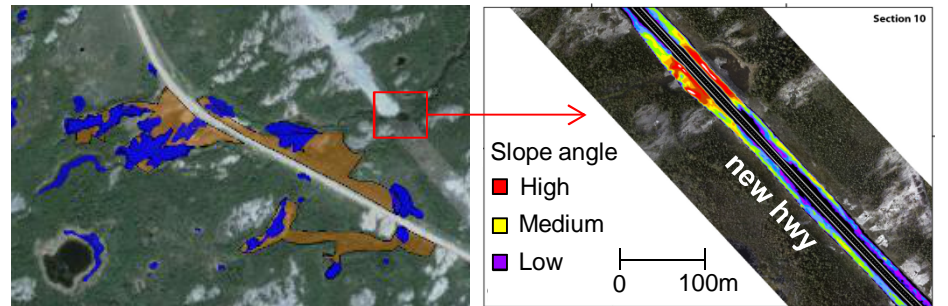 Section 10
Slope angle
High
Medium
Low
new hwy
0 100m